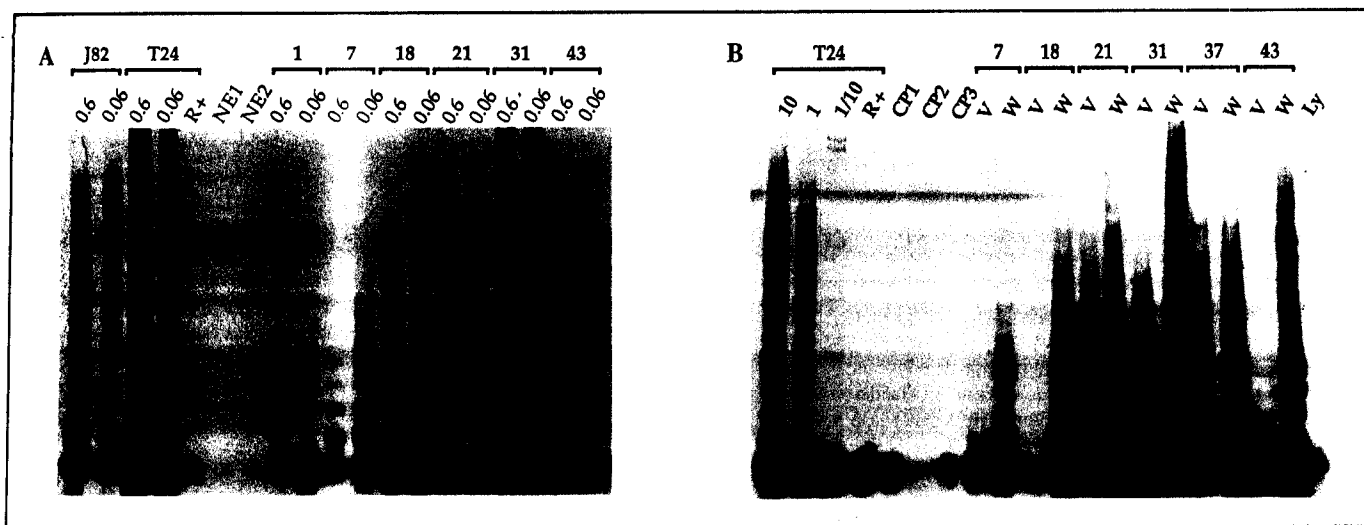 A J82 T24 1 7 18 21 31 43
0.6 0.06 0.6 0.06 R+ NE1 NE2 0.6 0.06 0.6 0.06 0.6 0.06 0.6 0.06 0.6. 0.06 0.6 0.06
B T24 7 18 21 31 37 43
10 1 1/10 R+ CP1 CP2 CP3 V W V W V W V W V W V W Ly